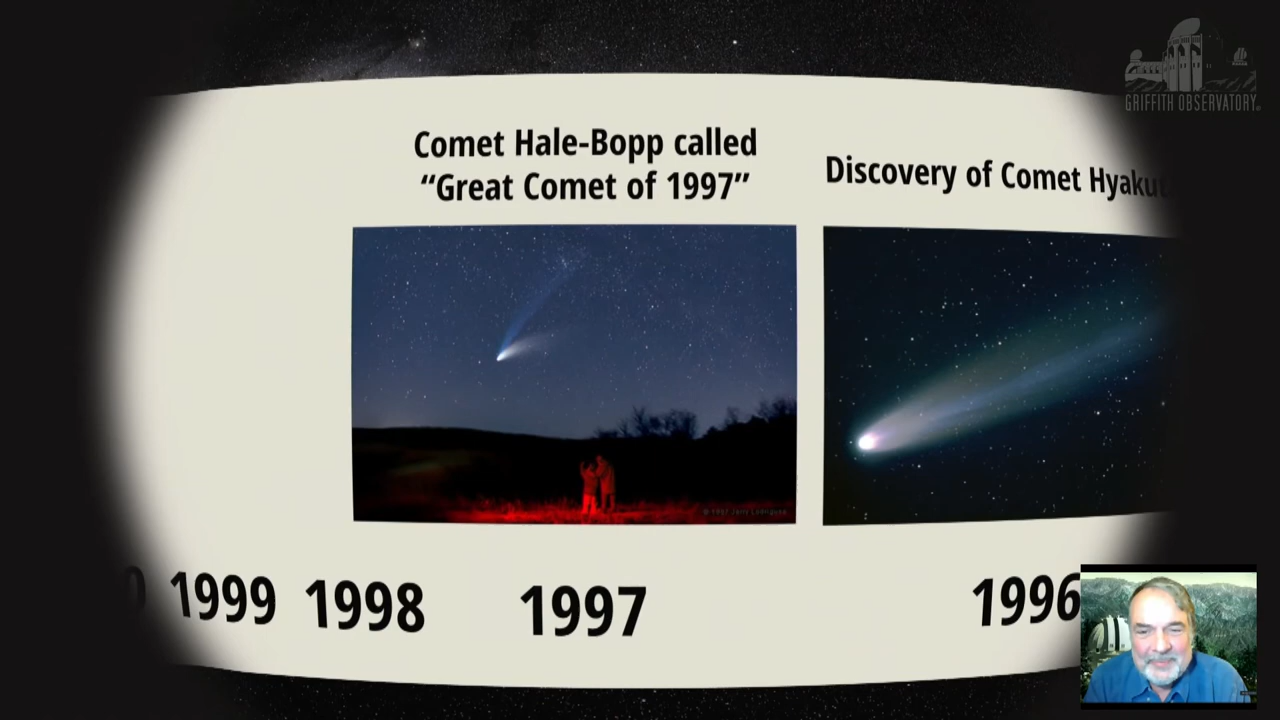 GRIFFITH OBSERVATORY
Comet Hale-Bopp called
“Great Comet of 1997”
Discovery of Comet
1999 1998 1997 1996